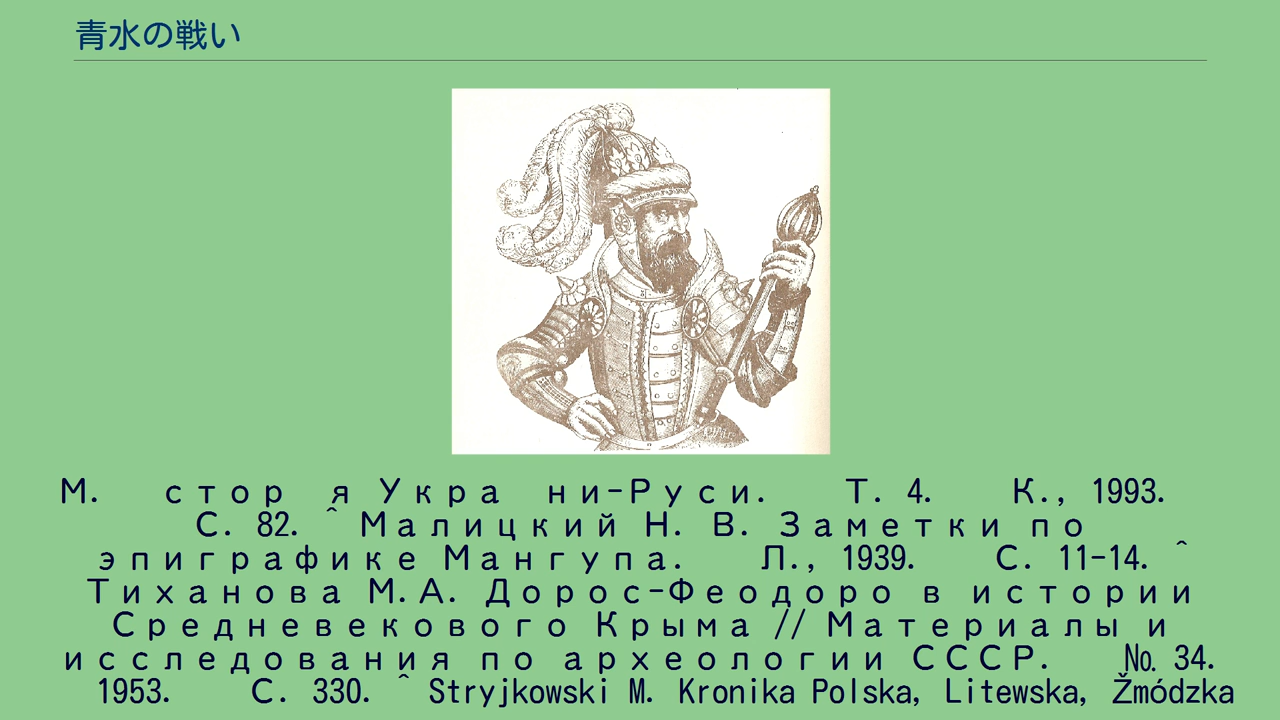 青水の戦い
М. стор я Укра ни-Руси. Т. 4. К., 1993.
С. 82. ^ Малицкий Н. В. Заметки по
эпиграфике Мангупа. Л., 1939. С. 11-14. ^
Тиханова М.А. Дорос-Феодоро в истории
Средневекового Крыма // Материалы и
исследования по археологии СССР. № 34.
1953. С. 330. ^ Stryjkowski M. Kronika Polska, Litewska, Žmódzka